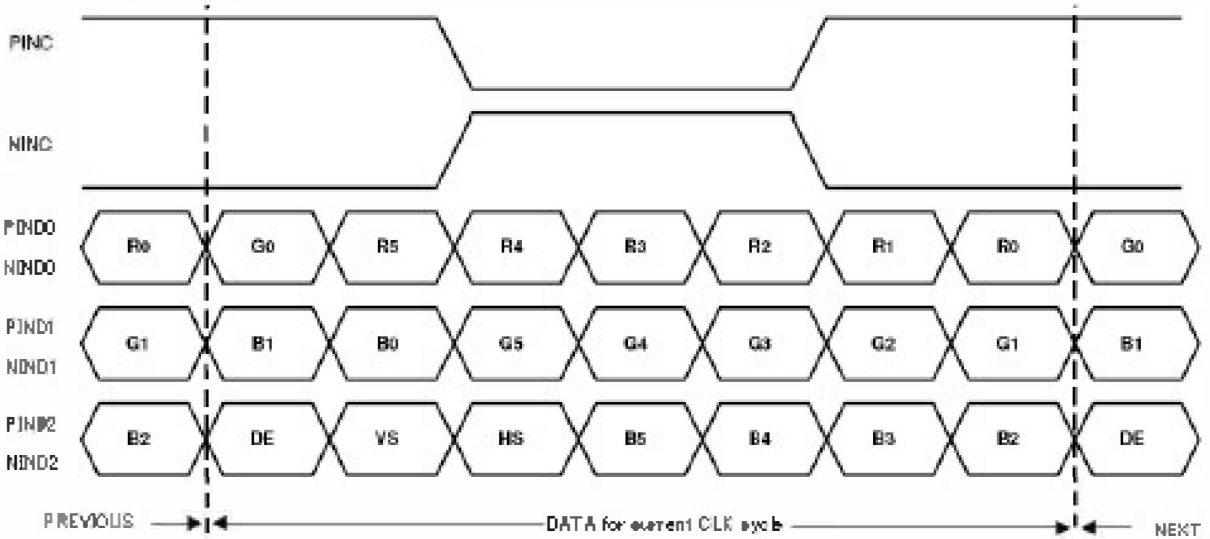 PINC
NINC
PIND0
R0 G0 R5 R4 R3 R2 R1 R0 G0
NIND0
PIND1
G1 B1 B0 G5 G4 G3 G2 G1 B1
NIND1
PIND2
B2 DE VS HS B5 B4 B3 B2 DE
NIND2
PREVIOUS DATA for current CLK cycle NEXT